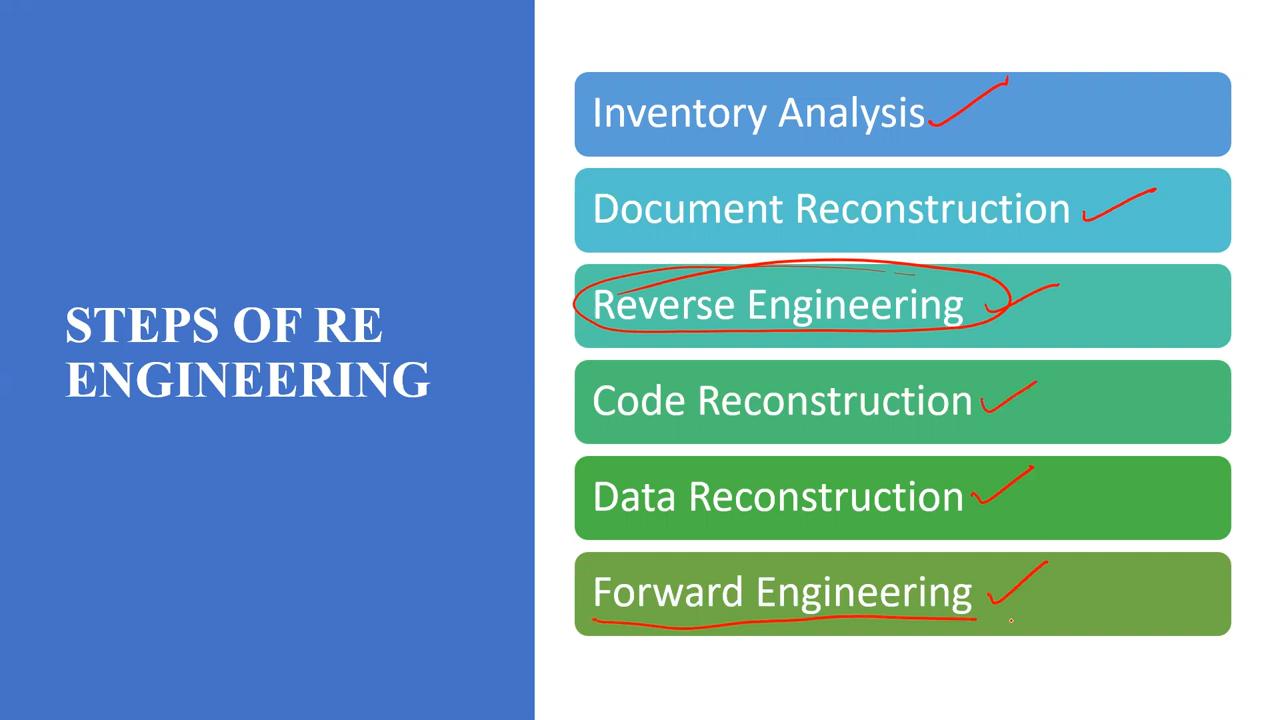 STEPS OF RE
ENGINEERING
Inventory Analysis
Document Reconstruction
Reverse Engineering
Code Reconstruction
Data Reconstruction
Forward Engineering